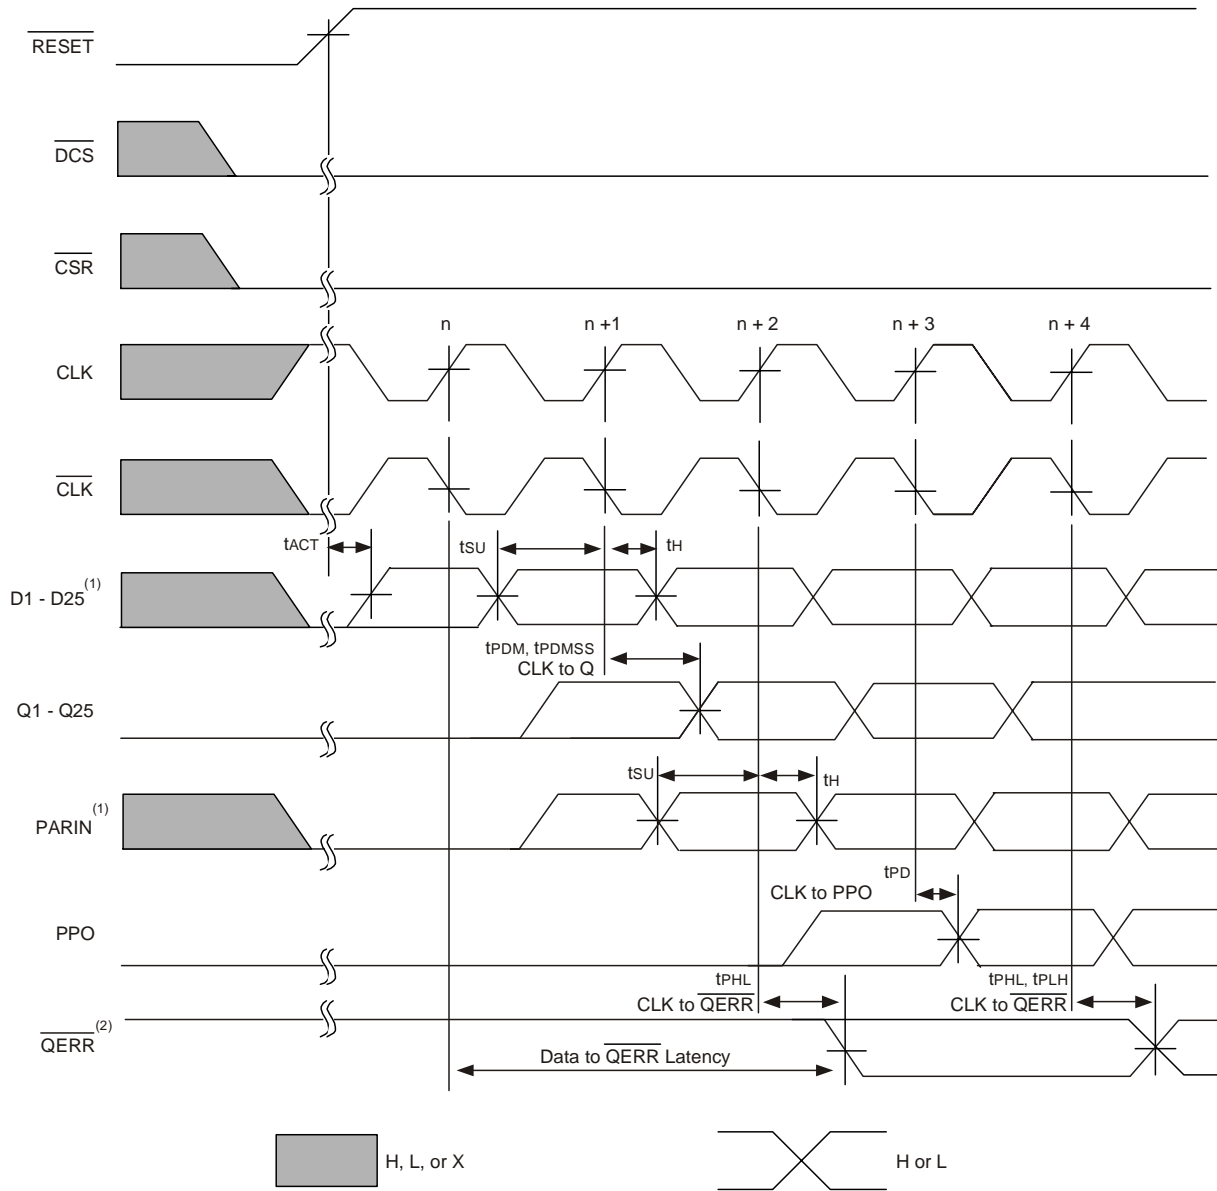 RESET
DCS
CSR
n n +1 n + 2 n + 3 n + 4
CLK
CLK
tACT tSU tH
D1 - D25(1)
tPDM, tPDMSS
CLK to Q
Q1 - Q25
tSU tH
PARIN(1)
tPD
CLK to PPO
PPO
tPHL tPHL, tPLH
CLK to QERR CLK to QERR
QERR(2)
Data to QERR Latency
H, L, or X H or L